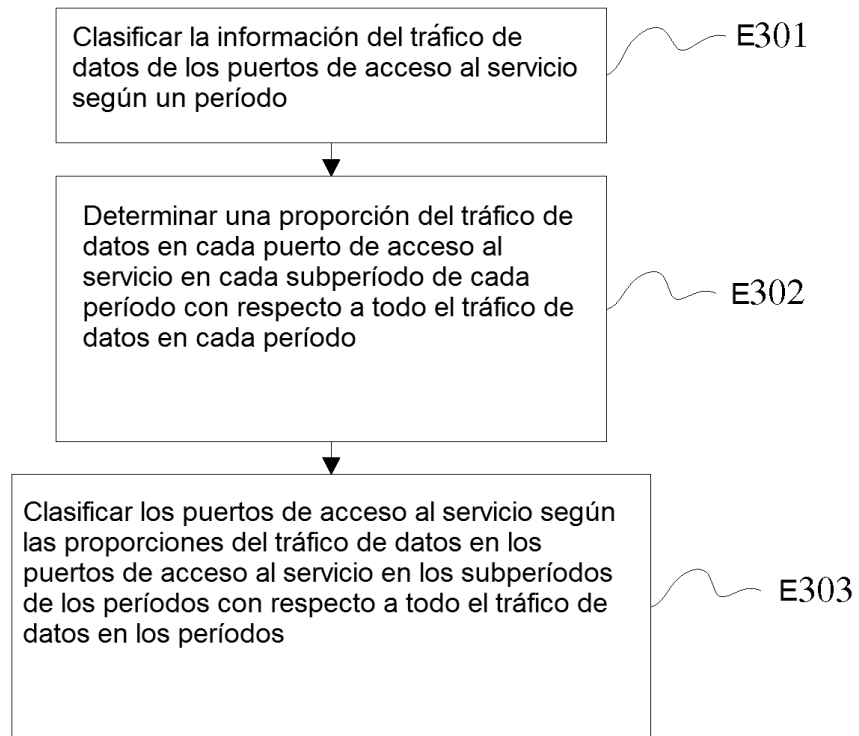 Clasificar la información del tráfico de
datos de los puertos de acceso al servicio
según un período
E301
Determinar una proporción del tráfico de
datos en cada puerto de acceso al
servicio en cada subperíodo de cada
período con respecto a todo el tráfico de
datos en cada período
E302
Clasificar los puertos de acceso al servicio según
las proporciones del tráfico de datos en los
puertos de acceso al servicio en los subperíodos
de los períodos con respecto a todo el tráfico de
datos en los períodos
E303